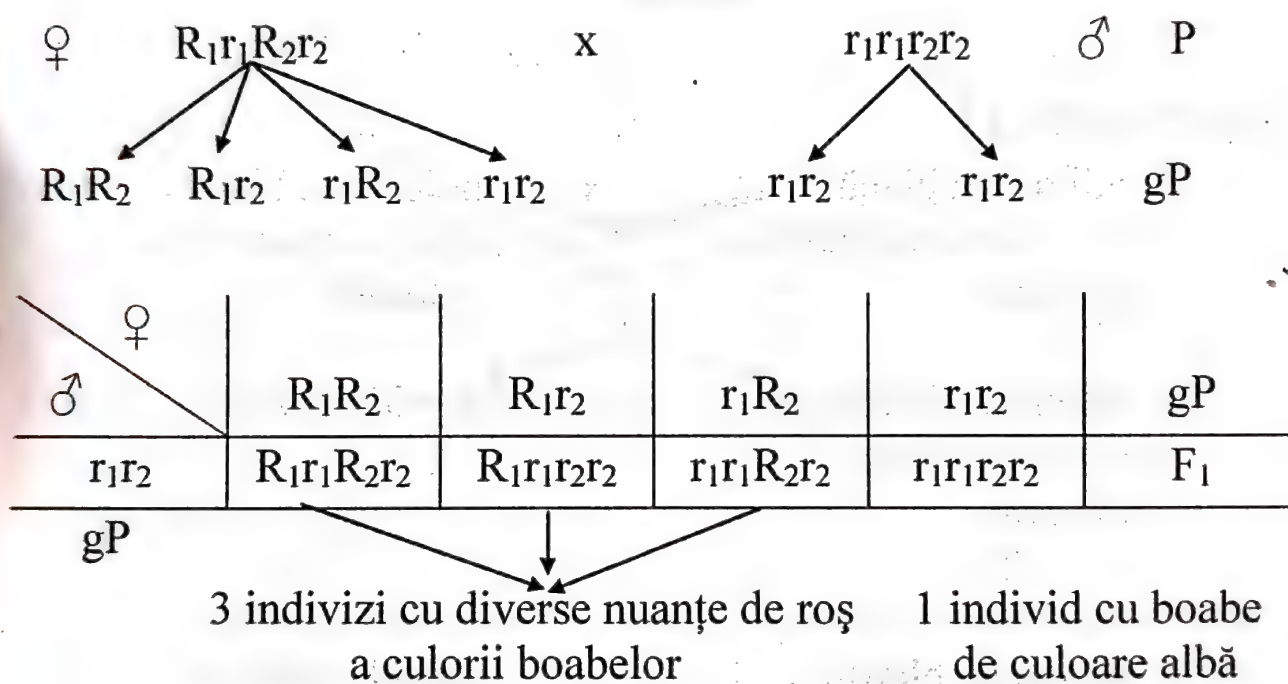 ♀ R₁r₁R₂r₂ x r₁r₁r₂r₂ ♂ P
R₁R₂ R₁r₂ r₁R₂ r₁r₂ r₁r₂ r₁r₂ gP
♀
♂ R₁R₂ R₁r₂ r₁R₂ r₁r₂ gP
r₁r₂ R₁r₁R₂r₂ R₁r₁r₂r₂ r₁r₁R₂r₂ r₁r₁r₂r₂ F₁
gP
3 indivizi cu diverse nuanțe de roş 1 individ cu boabe
a culorii boabelor de culoare albă